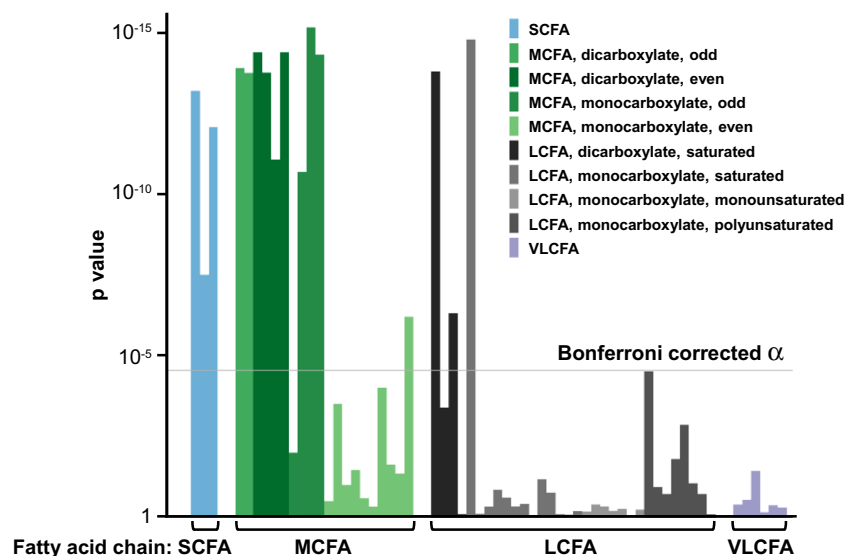 10-15
SCFA
MCFA, dicarboxylate, odd
MCFA, dicarboxylate, even
MCFA, monocarboxylate, odd
MCFA, monocarboxylate, even
LCFA, dicarboxylate, saturated
LCFA, monocarboxylate, saturated
LCFA, monocarboxylate, monounsaturated
LCFA, monocarboxylate, polyunsaturated
VLCFA
10-10
p value
10-5
Bonferroni corrected α
1
Fatty acid chain: SCFA MCFA LCFA VLCFA